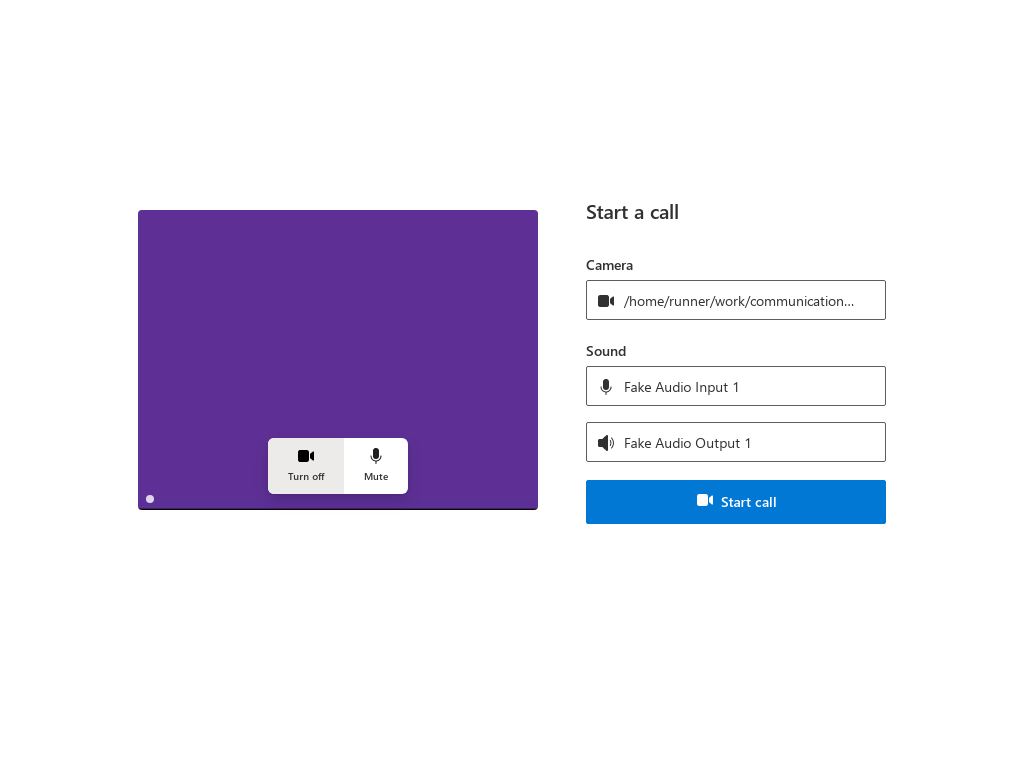 Start a call
Camera
/home/runner/work/communication...
Sound
Fake Audio Input 1
Fake Audio Output 1
Turn off
Mute
Start call